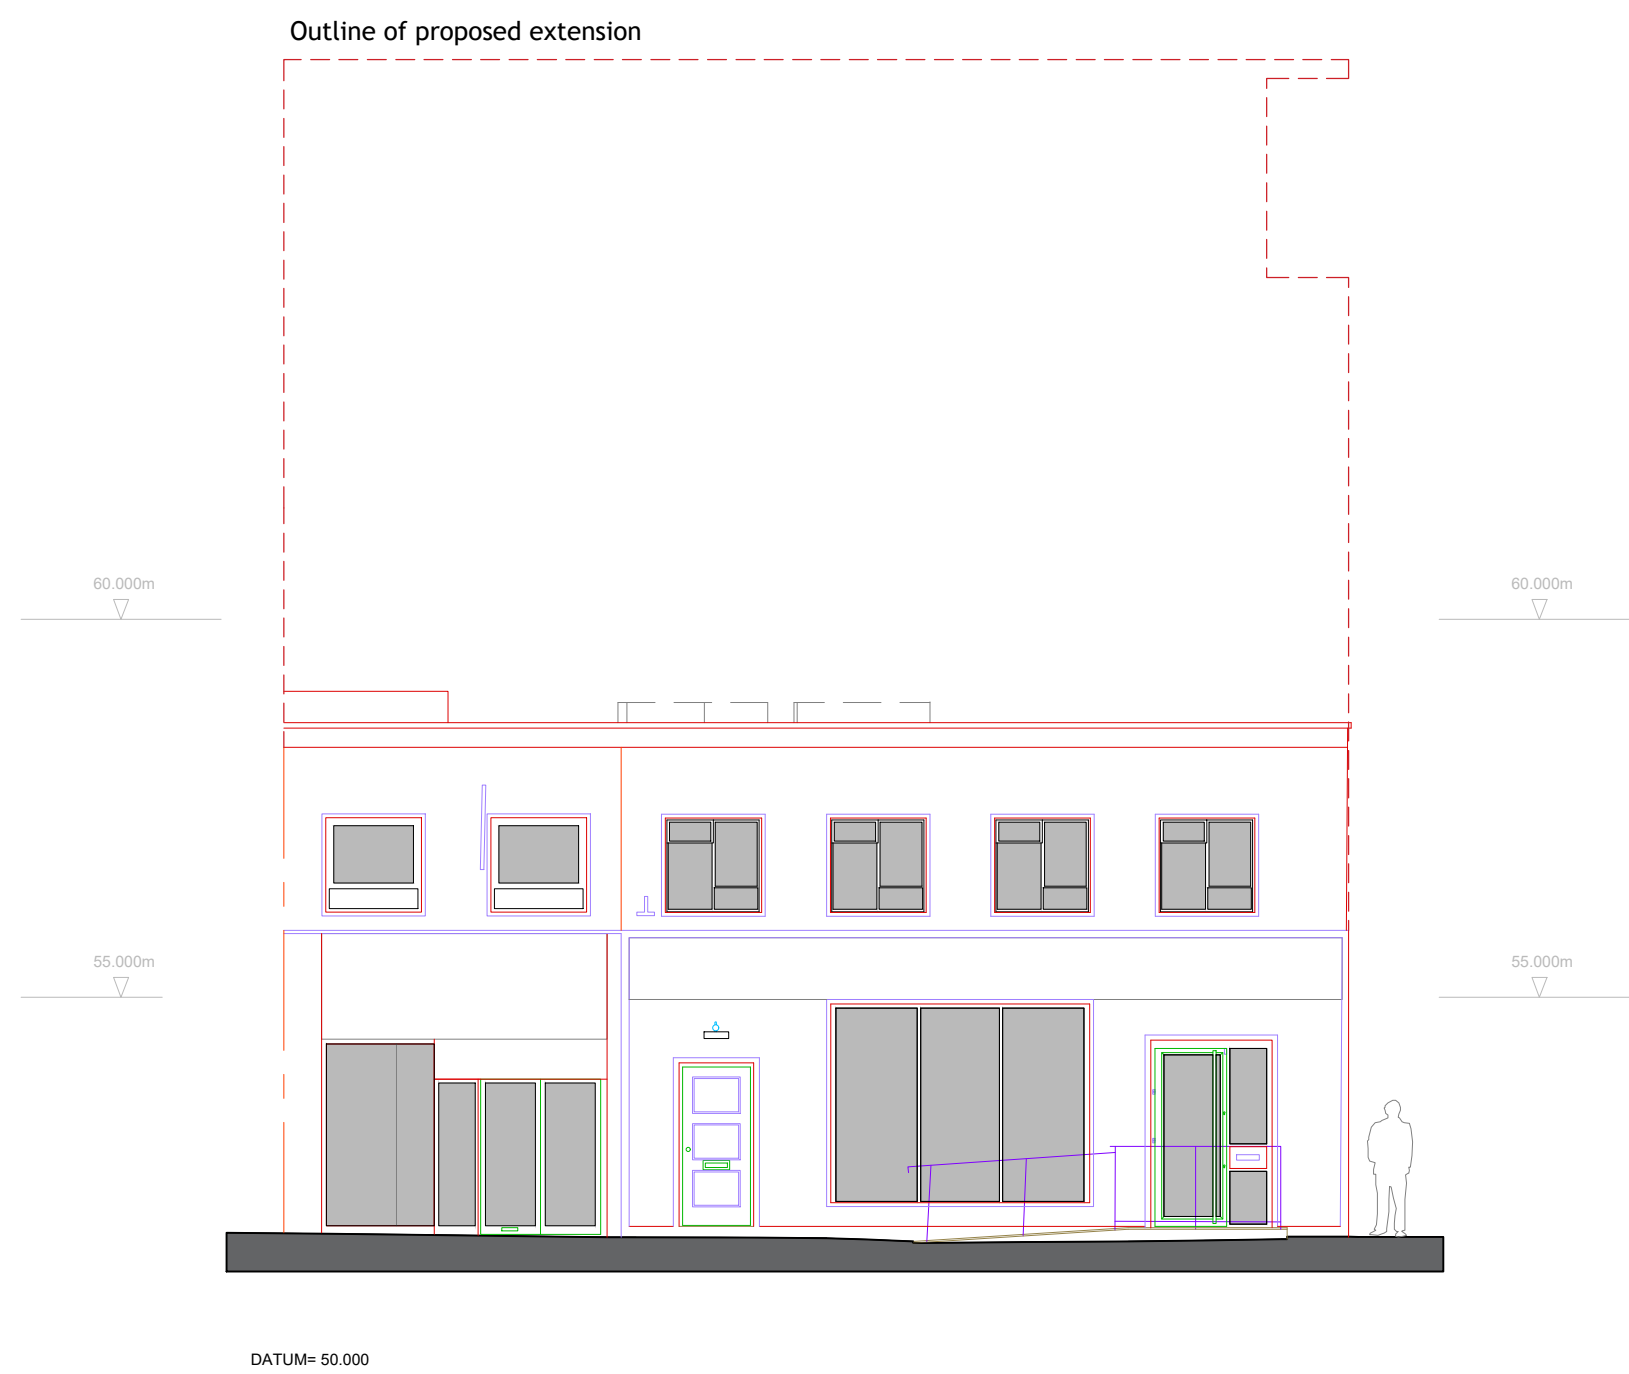 Outline of proposed extension
60.000m
60.000m
55.000m
55.000m
DATUM= 50.000